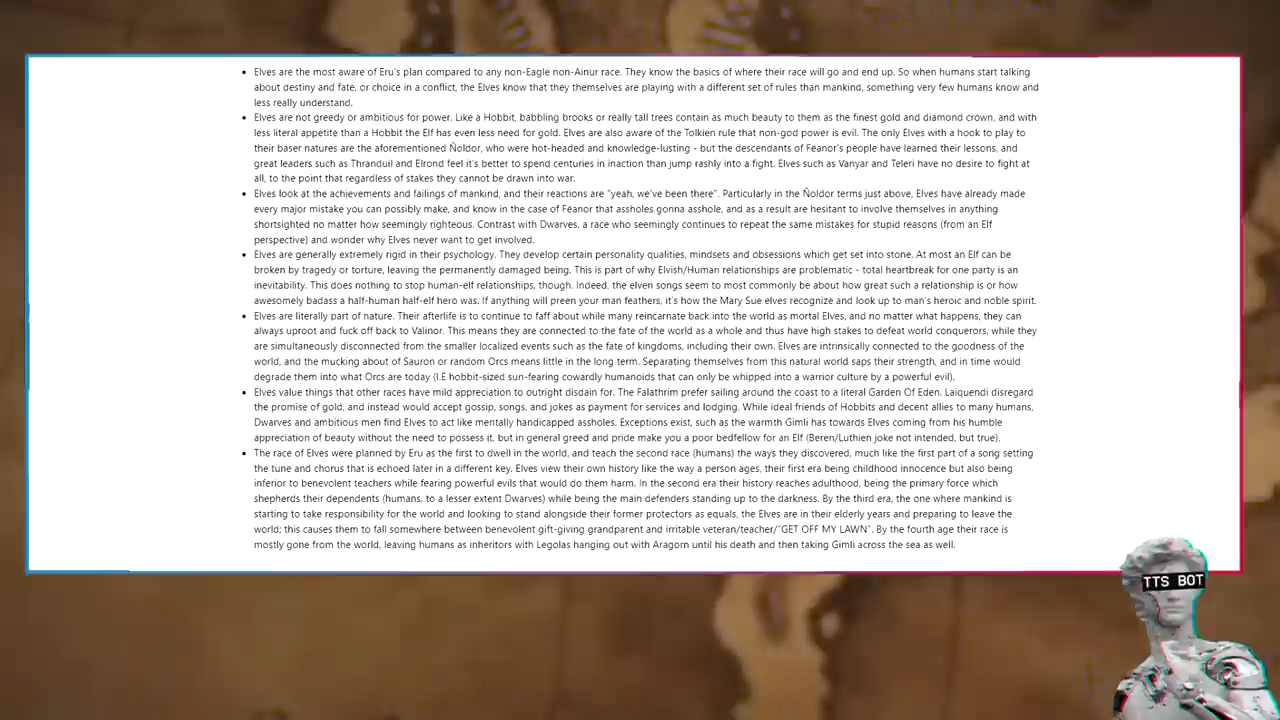 • Elves are the most aware of Eru's plan compared to any non-Eagle non-Ainur race. They know the basics of where their race will go and end up. So when humans start talking
about destiny and fate, or choice in a conflict, the Elves know that they themselves are playing with a different set of rules than mankind, something very few humans know and
less really understand.
• Elves are not greedy or ambitious for power. Like a Hobbit, babbling brooks or really tall trees contain as much beauty to them as the finest gold and diamond crown, and with
less literal appetite than a Hobbit the Elf has even less need for gold. Elves are also aware of the Tolkien rule that non-god power is evil. The only Elves with a hook to play to
their baser natures are the aforementioned Ñoldor, who were hot-headed and knowledge-lusting - but the descendants of Fëanor's people have learned their lessons, and
great leaders such as Thranduil and Elrond feel it's better to spend centuries in inaction than jump rashly into a fight. Elves such as Vanyar and Teleri have no desire to fight at
all, to the point that regardless of stakes they cannot be drawn into war.
• Elves look at the achievements and failings of mankind, and their reactions are "yeah, we've been there". Particularly in the Ñoldor terms just above, Elves have already made
every major mistake you can possibly make, and know in the case of Fëanor that assholes gonna asshole, and as a result are hesitant to involve themselves in anything
shortsighted no matter how seemingly righteous. Contrast with Dwarves, a race who seemingly continues to repeat the same mistakes for stupid reasons (from an Elf
perspective) and wonder why Elves never want to get involved.
• Elves are generally extremely rigid in their psychology. They develop certain personality qualities, mindsets and obsessions which get set into stone. At most an Elf can be
broken by tragedy or torture, leaving the permanently damaged being. This is part of why Elvish/Human relationships are problematic - total heartbreak for one party is an
inevitability. This does nothing to stop human-elf relationships, though. Indeed, the elven songs seem to most commonly be about how great such a relationship is or how
awesomely badass a half-human half-elf hero was. If anything will preen your man feathers, it's how the Mary Sue elves recognize and look up to man's heroic and noble spirit.
• Elves are literally part of nature. Their afterlife is to continue to faff about while many reincarnate back into the world as mortal Elves, and no matter what happens, they can
always uproot and fuck off back to Valinor. This means they are connected to the fate of the world as a whole and thus have high stakes to defeat world conquerors, while they
are simultaneously disconnected from the smaller localized events such as the fate of kingdoms, including their own. Elves are intrinsically connected to the goodness of the
world, and the mucking about of Sauron or random Orcs means little in the long term. Separating themselves from this natural world saps their strength, and in time would
degrade them into what Orcs are today (I.E hobbit-sized sun-fearing cowardly humanoids that can only be whipped into a warrior culture by a powerful evil).
• Elves value things that other races have mild appreciation to outright disdain for. The Falathrim prefer sailing around the coast to a literal Garden Of Eden. Laiquendi disregard
the promise of gold, and instead would accept gossip, songs, and jokes as payment for services and lodging. While ideal friends of Hobbits and decent allies to many humans,
Dwarves and ambitious men find Elves to act like mentally handicapped assholes. Exceptions exist, such as the warmth Gimli has towards Elves coming from his humble
appreciation of beauty without the need to possess it, but in general greed and pride make you a poor bedfellow for an Elf (Beren/Luthien joke not intended, but true).
• The race of Elves were planned by Eru as the first to dwell in the world, and teach the second race (humans) the ways they discovered, much like the first part of a song setting
the tune and chorus that is echoed later in a different key. Elves view their own history like the way a person ages, their first era being childhood innocence but also being
inferior to benevolent teachers while fearing powerful evils that would do them harm. In the second era their history reaches adulthood, being the primary force which
shepherds their dependents (humans, to a lesser extent Dwarves) while being the main defenders standing up to the darkness. By the third era, the one where mankind is
starting to take responsibility for the world and looking to stand alongside their former protectors as equals, the Elves are in their elderly years and preparing to leave the
world; this causes them to fall somewhere between benevolent gift-giving grandparent and irritable veteran/teacher/"GET OFF MY LAWN". By the fourth age their race is
mostly gone from the world, leaving humans as inheritors with Legolas hanging out with Aragorn until his death and then taking Gimli across the sea as well.
TTS BOT